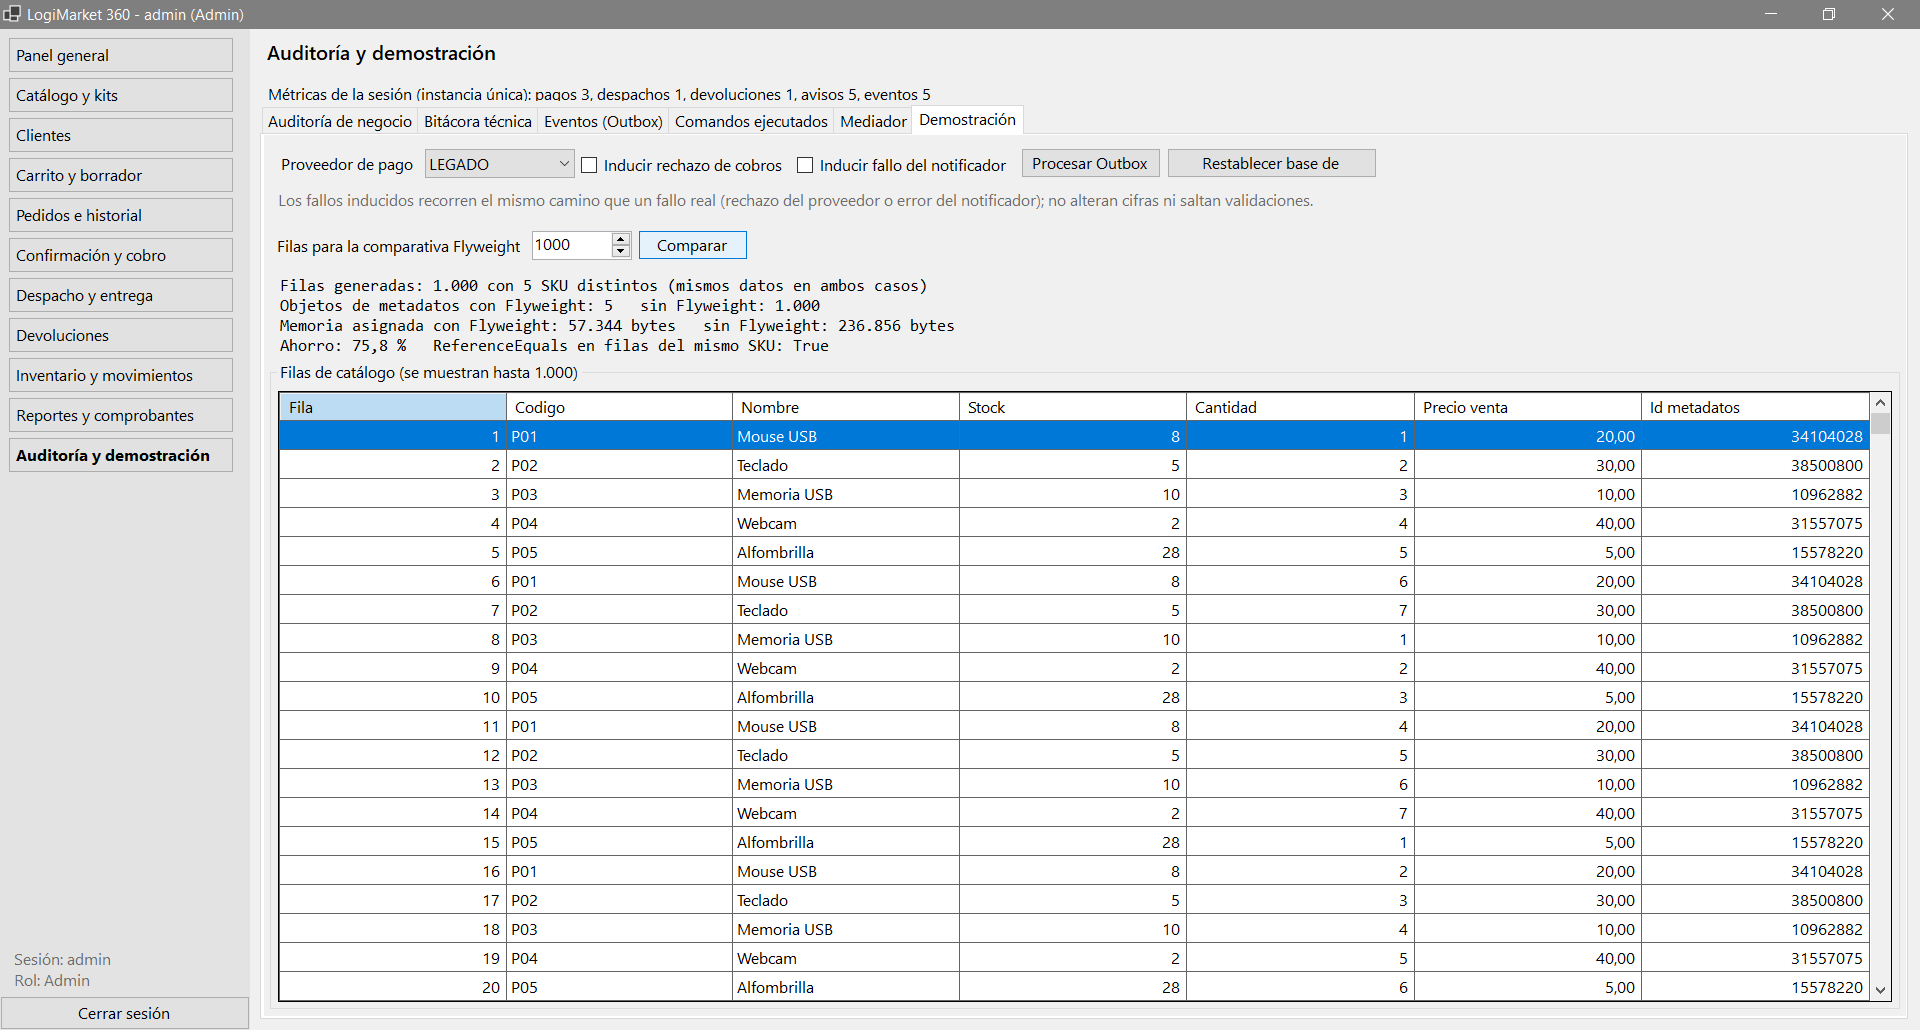 LogiMarket 360 - admin (Admin)
Panel general
Catálogo y kits
Clientes
Carrito y borrador
Pedidos e historial
Confirmación y cobro
Despacho y entrega
Devoluciones
Inventario y movimientos
Reportes y comprobantes
Auditoría y demostración
Sesión: admin
Rol: Admin
Cerrar sesión
Auditoría y demostración
Métricas de la sesión (instancia única): pagos 3, despachos 1, devoluciones 1, avisos 5, eventos 5
Auditoría de negocio Bitácora técnica Eventos (Outbox) Comandos ejecutados Mediador Demostración
Proveedor de pago LEGADO Inducir rechazo de cobros Inducir fallo del notificador Procesar Outbox Restablecer base de
Los fallos inducidos recorren el mismo camino que un fallo real (rechazo del proveedor o error del notificador); no alteran cifras ni saltan validaciones.
Filas para la comparativa Flyweight 1000 Comparar
Filas generadas: 1.000 con 5 SKU distintos (mismos datos en ambos casos)
Objetos de metadatos con Flyweight: 5 sin Flyweight: 1.000
Memoria asignada con Flyweight: 57.344 bytes sin Flyweight: 236.856 bytes
Ahorro: 75,8 % ReferenceEquals en filas del mismo SKU: True
Filas de catálogo (se muestran hasta 1.000)
Fila Codigo Nombre Stock Cantidad Precio venta Id metadatos
1 P01 Mouse USB 8 1 20,00 34104028
2 P02 Teclado 5 2 30,00 38500800
3 P03 Memoria USB 10 3 10,00 10962882
4 P04 Webcam 2 4 40,00 31557075
5 P05 Alfombrilla 28 5 5,00 15578220
6 P01 Mouse USB 8 6 20,00 34104028
7 P02 Teclado 5 7 30,00 38500800
8 P03 Memoria USB 10 1 10,00 10962882
9 P04 Webcam 2 2 40,00 31557075
10 P05 Alfombrilla 28 3 5,00 15578220
11 P01 Mouse USB 8 4 20,00 34104028
12 P02 Teclado 5 5 30,00 38500800
13 P03 Memoria USB 10 6 10,00 10962882
14 P04 Webcam 2 7 40,00 31557075
15 P05 Alfombrilla 28 1 5,00 15578220
16 P01 Mouse USB 8 2 20,00 34104028
17 P02 Teclado 5 3 30,00 38500800
18 P03 Memoria USB 10 4 10,00 10962882
19 P04 Webcam 2 5 40,00 31557075
20 P05 Alfombrilla 28 6 5,00 15578220